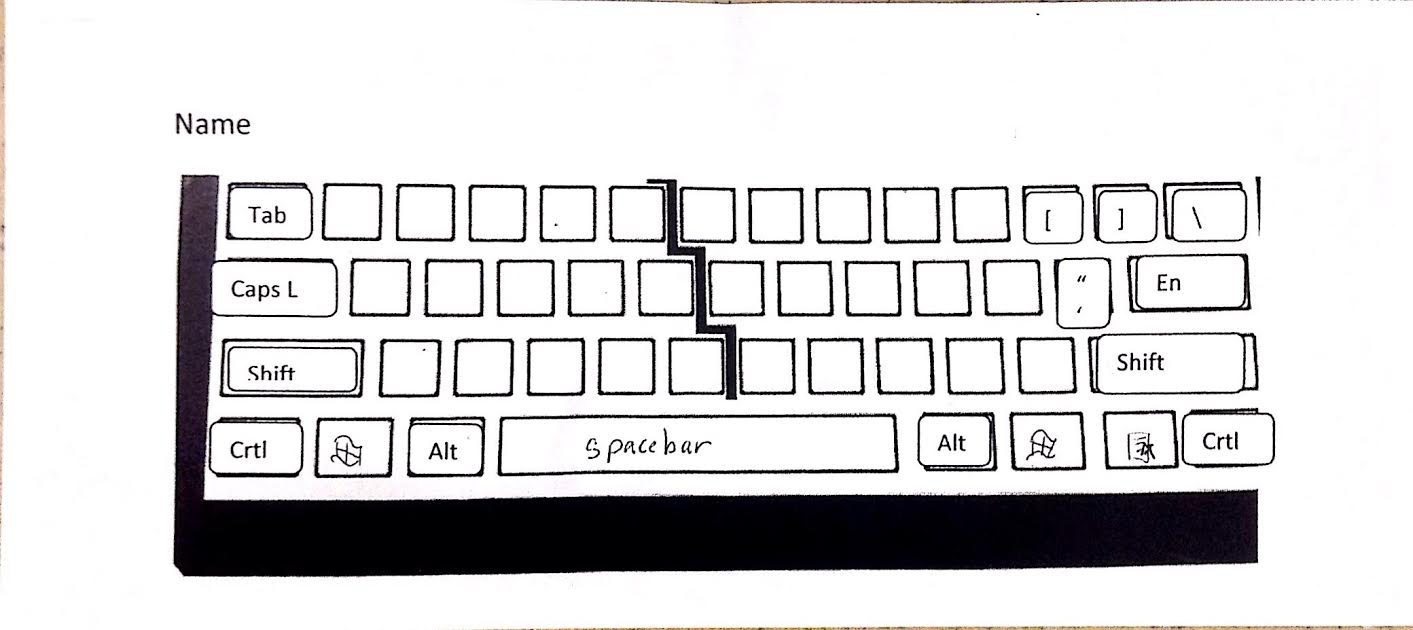 Name
Tab [ ] \
Caps L “ ‘ En
Shift Shift
Crtl Alt spacebar Alt Crtl